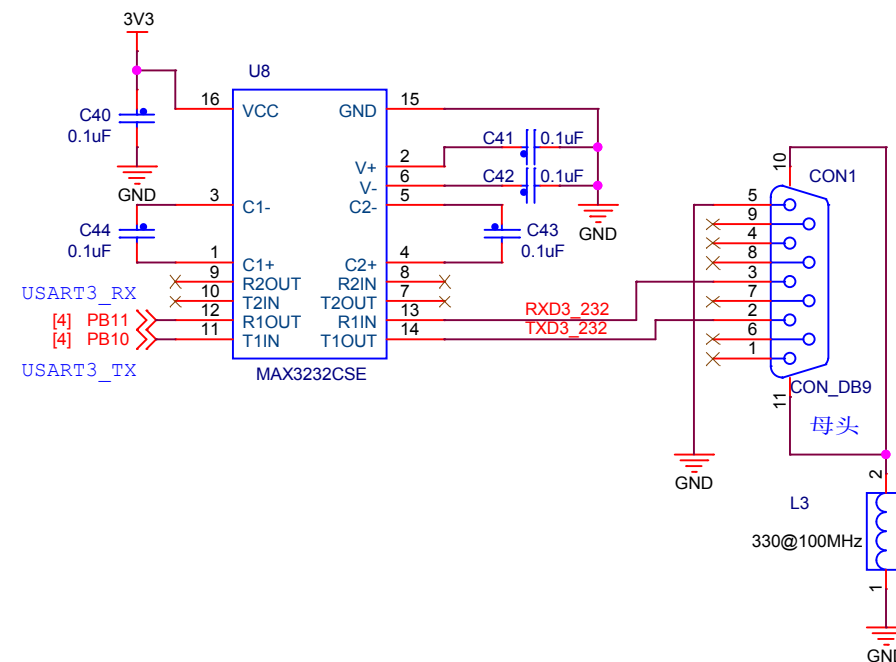 3V3
U8
16
VCC
GND
15
C40
0.1uF
GND
C41
0.1uF
2
V+
C42
0.1uF
6
V-
3
C1-
5
C2-
GND
C44
0.1uF
C43
0.1uF
1
C1+
4
C2+
9
R2OUT
R2IN
8
10
T2IN
T2OUT
7
USART3_RX
[4] PB11
12
R1OUT
R1IN
13
RXD3_232
[4] PB10
11
T1IN
T1OUT
14
TXD3_232
USART3_TX
MAX3232CSE
10
CON1
5
9
4
8
3
7
2
6
1
CON_DB9
11
母头
GND
2
L3
330@100MHz
1
GND